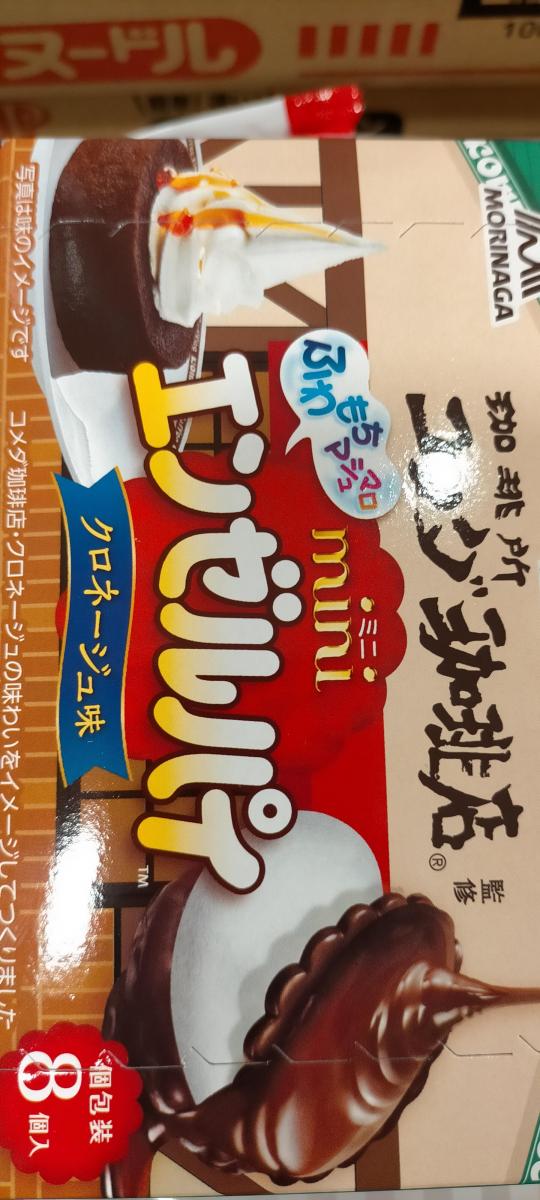 ヌードル
100
MORINAGA
珈琲所
コメダ珈琲店®
監修
ふわ
もち
マシュマロ
mini
ミニ
エンゼルパイ
TM
クロネージュ味
写真は味のイメージです
コメダ珈琲店・クロネージュの味わいをイメージしてつくりました
個包装
8個入